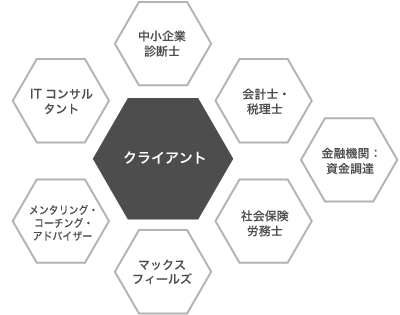 中小企業
診断士
ITコンサル
タント
会計士・
税理士
クライアント
金融機関：
資金調達
メンタリング・
コーチング・
アドバイザー
社会保険
労務士
マックス
フィールズ